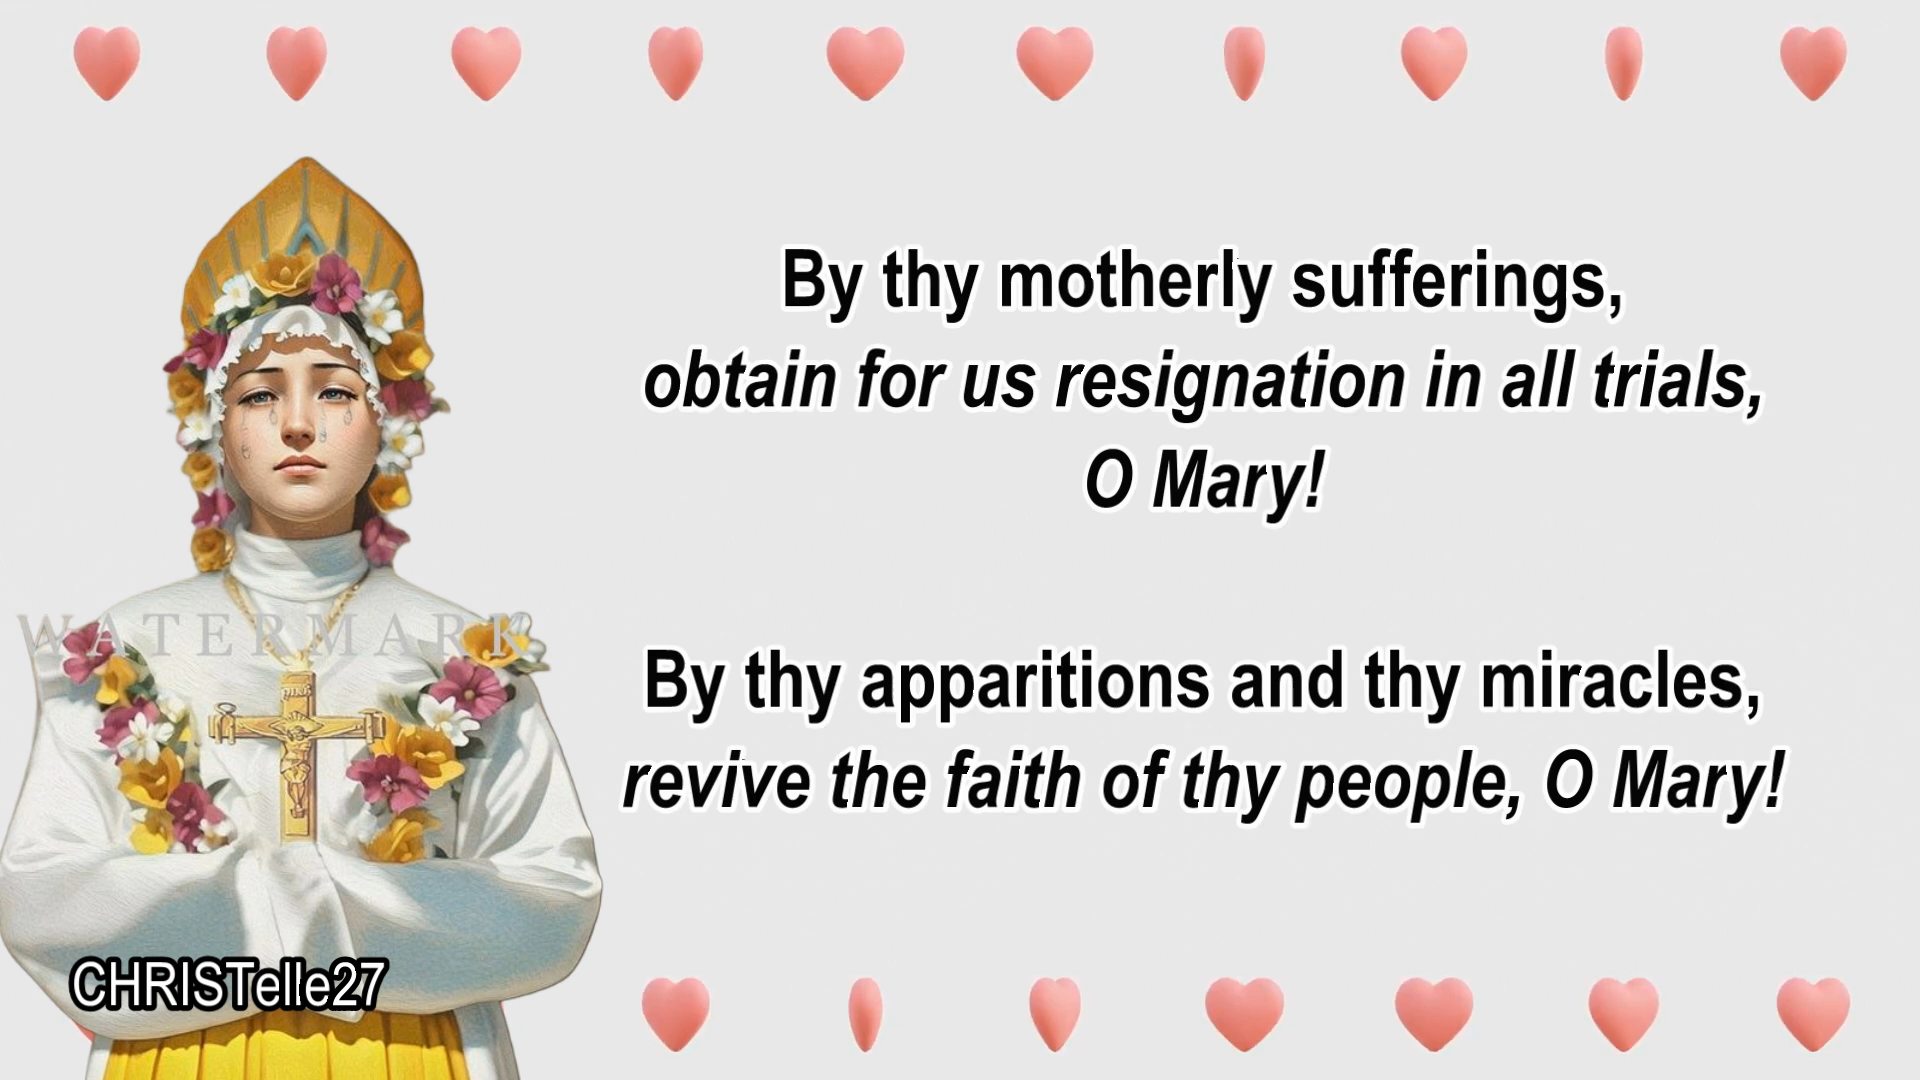 By thy motherly sufferings,
obtain for us resignation in all trials,
O Mary!
By thy apparitions and thy miracles,
revive the faith of thy people, O Mary!
WATERMARK
CHRISTelle27